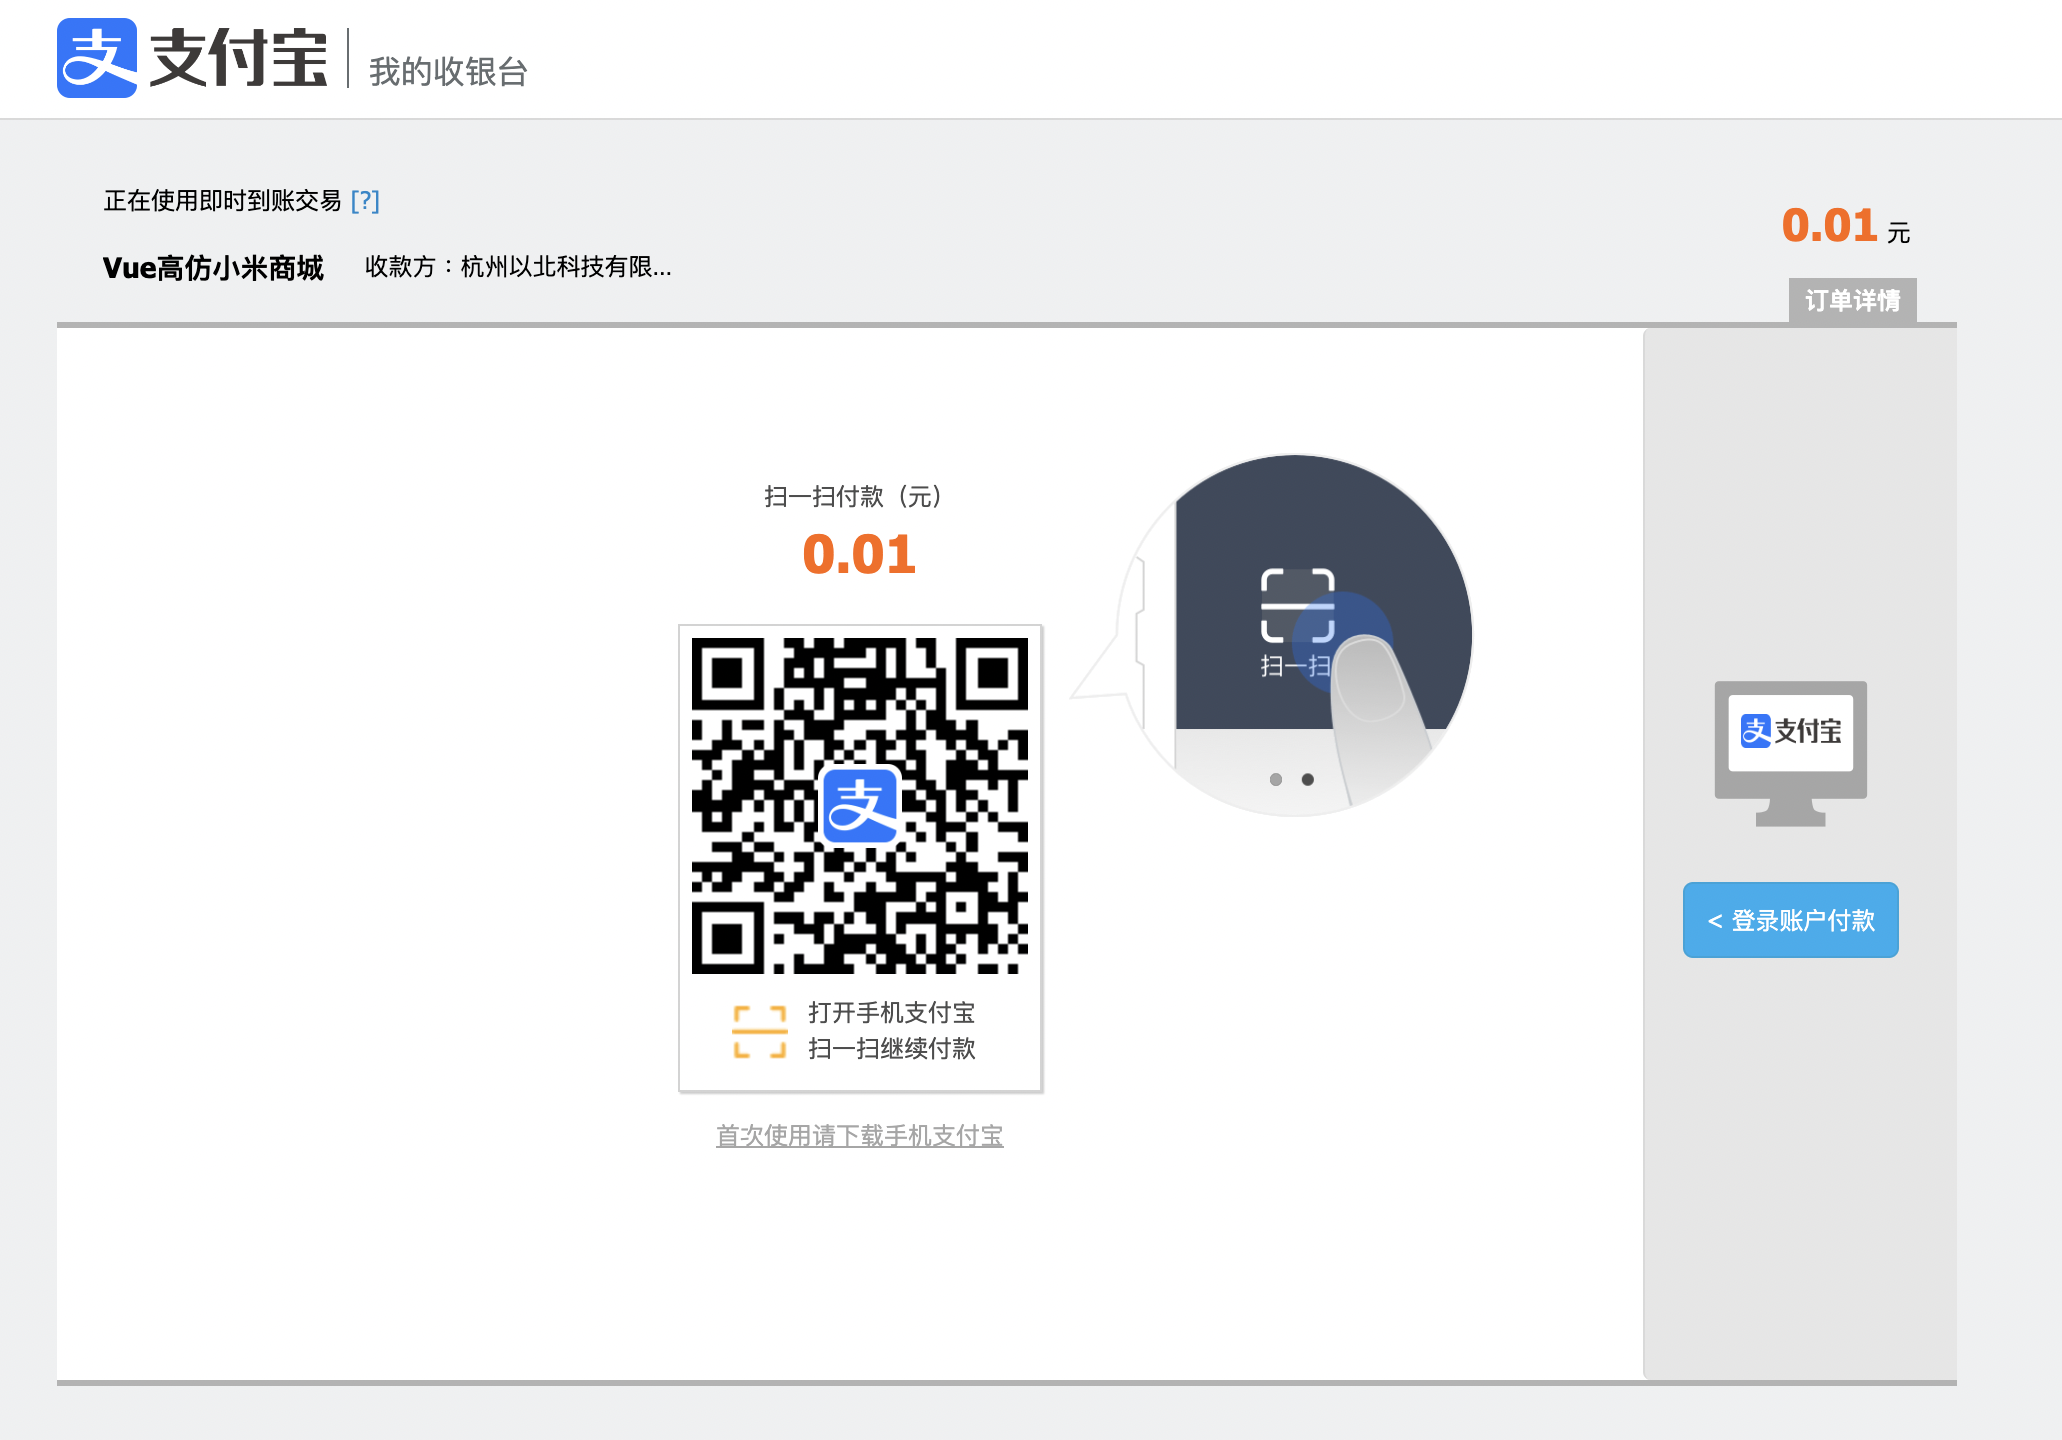 支付宝
我的收银台
正在使用即时到账交易 [?]
0.01 元
Vue高仿小米商城 收款方：杭州以北科技有限...
订单详情
扫一扫付款（元）
0.01
扫一扫
支
支付宝
< 登录账户付款
打开手机支付宝
扫一扫继续付款
首次使用请下载手机支付宝